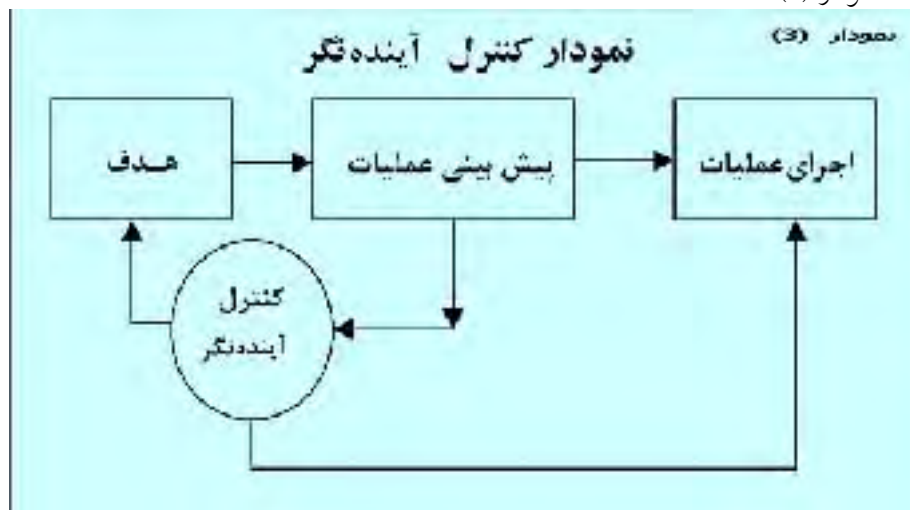 نمودار (3)
نمودار کنترل آینده‌نگر
هدف
پیش بینی عملیات
اجرای عملیات
کنترل
آینده‌نگر